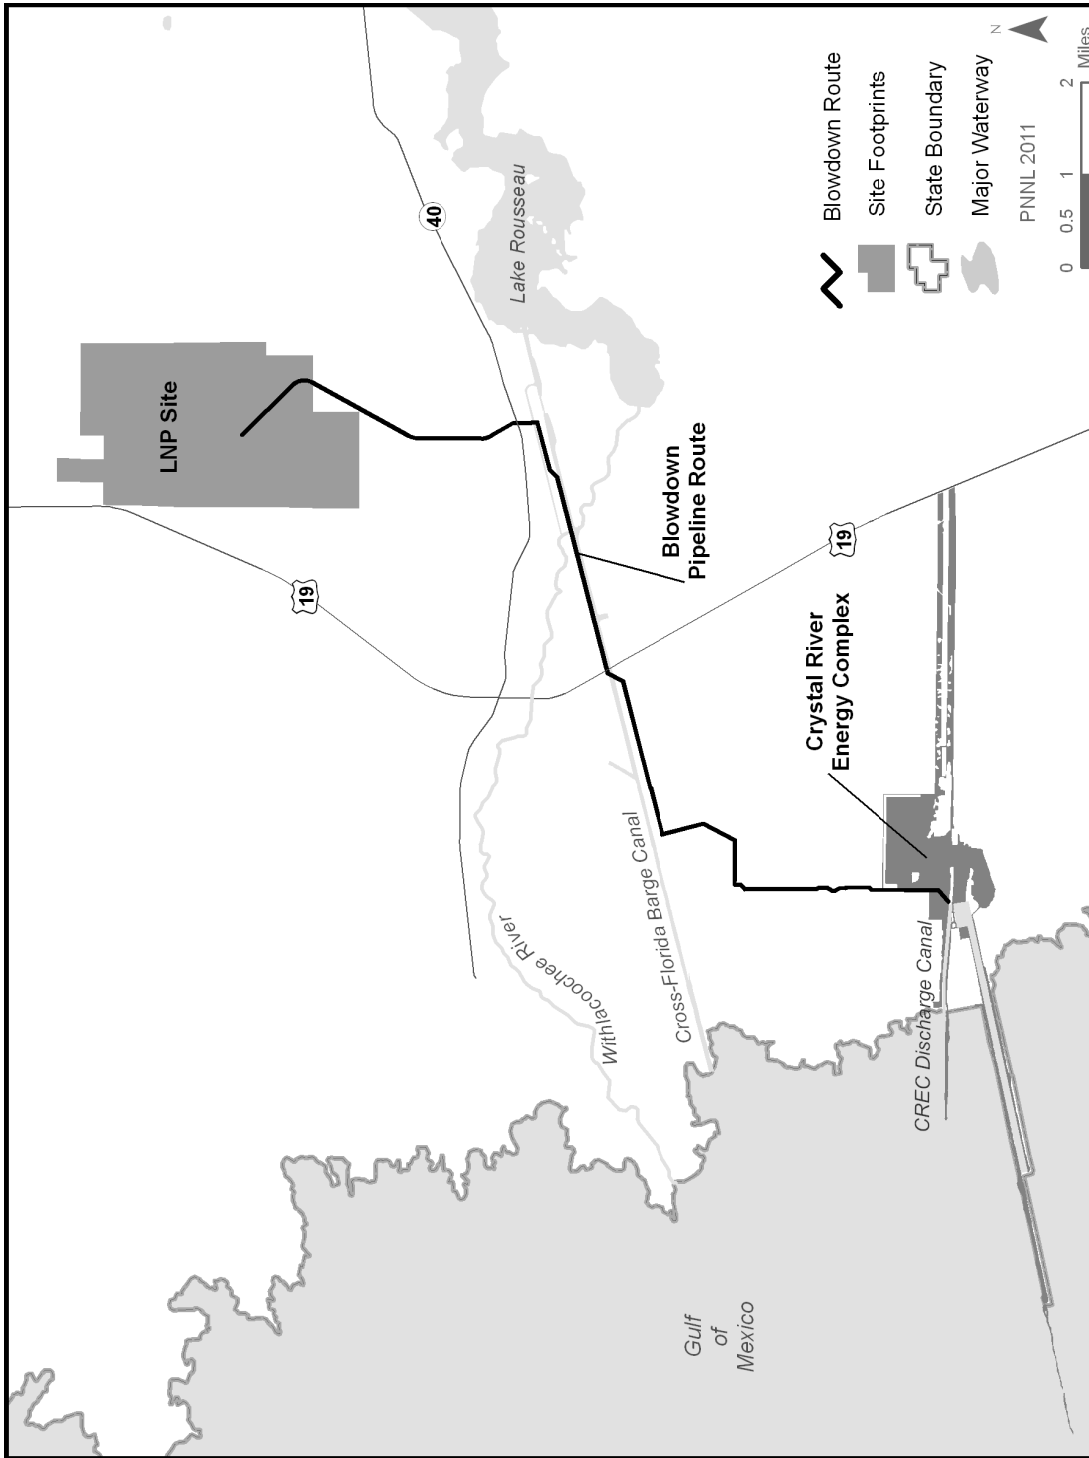 LNP Site
40
Lake Rousseau
19
Blowdown
Pipeline Route
19
Crystal River
Energy Complex
Withlacoochee River
Cross-Florida Barge Canal
CREC Discharge Canal
Gulf
of
Mexico
N
Blowdown Route
Site Footprints
State Boundary
Major Waterway
PNNL 2011
0 0.5 1 2
Miles